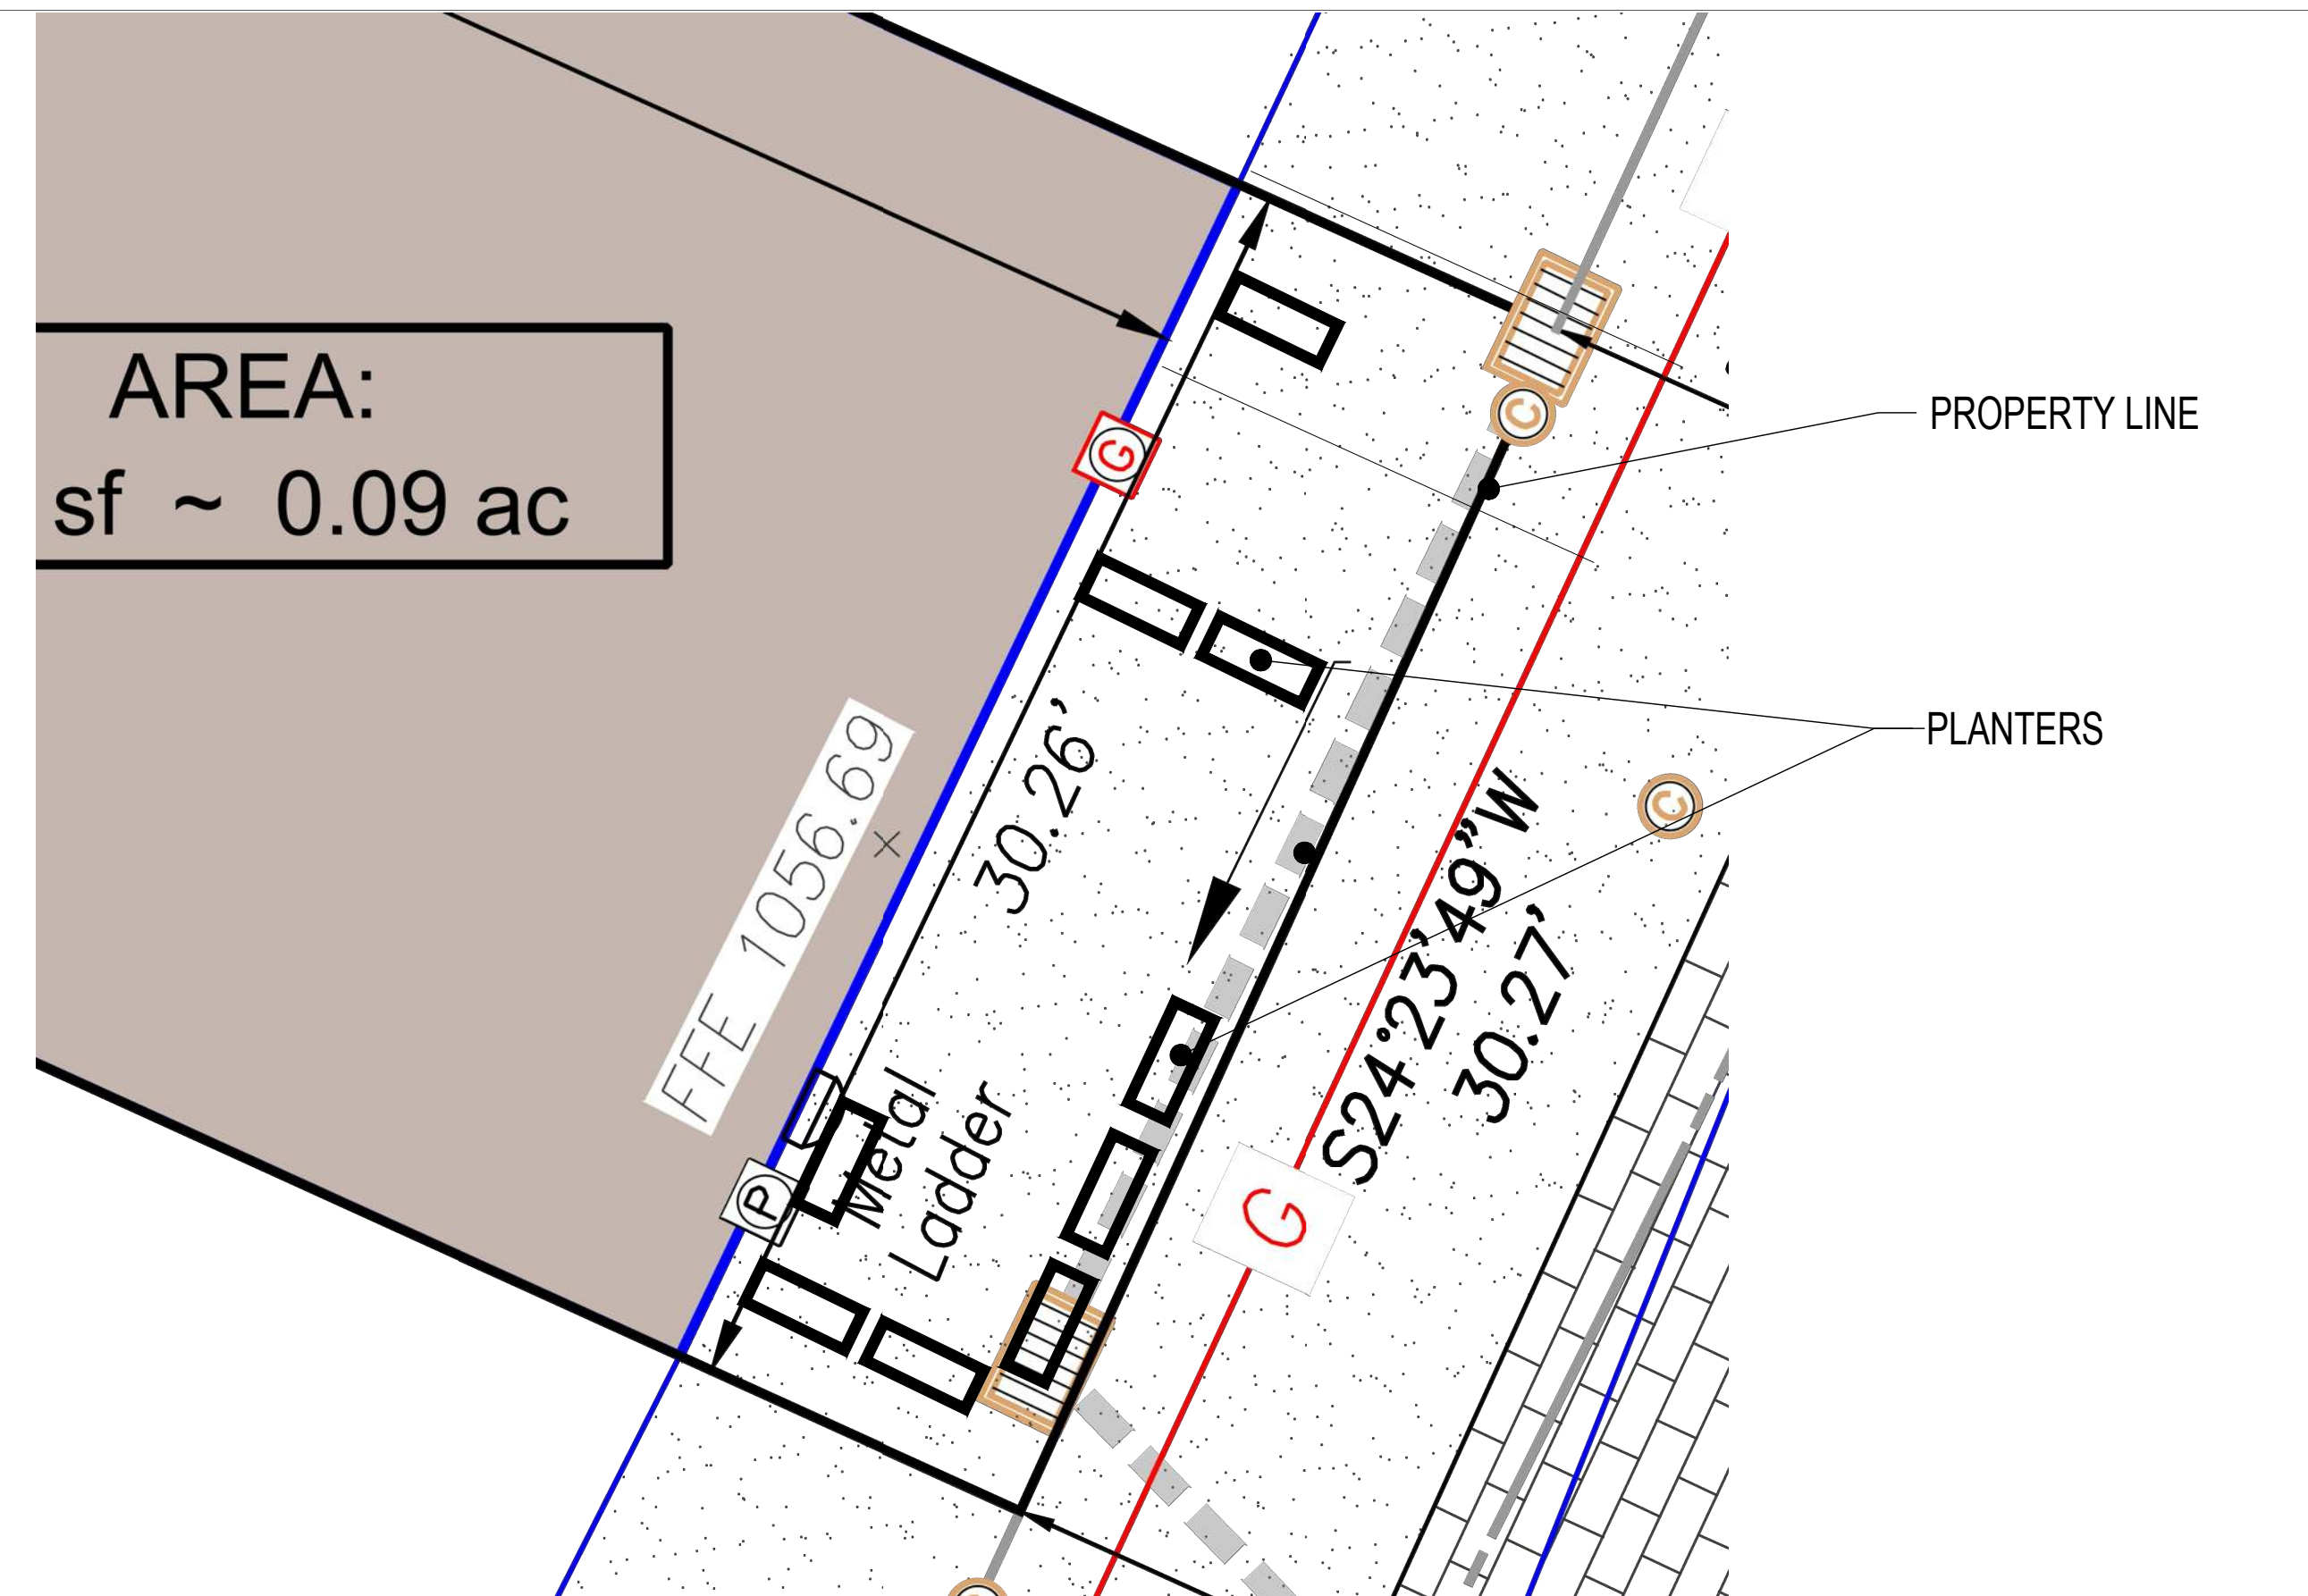 AREA:
sf ~ 0.09 ac
G
C
PROPERTY LINE
PLANTERS
30.26'
FFE 1056.69
C
S24°23'49"W
30.27'
Metal
Ladder
P
G